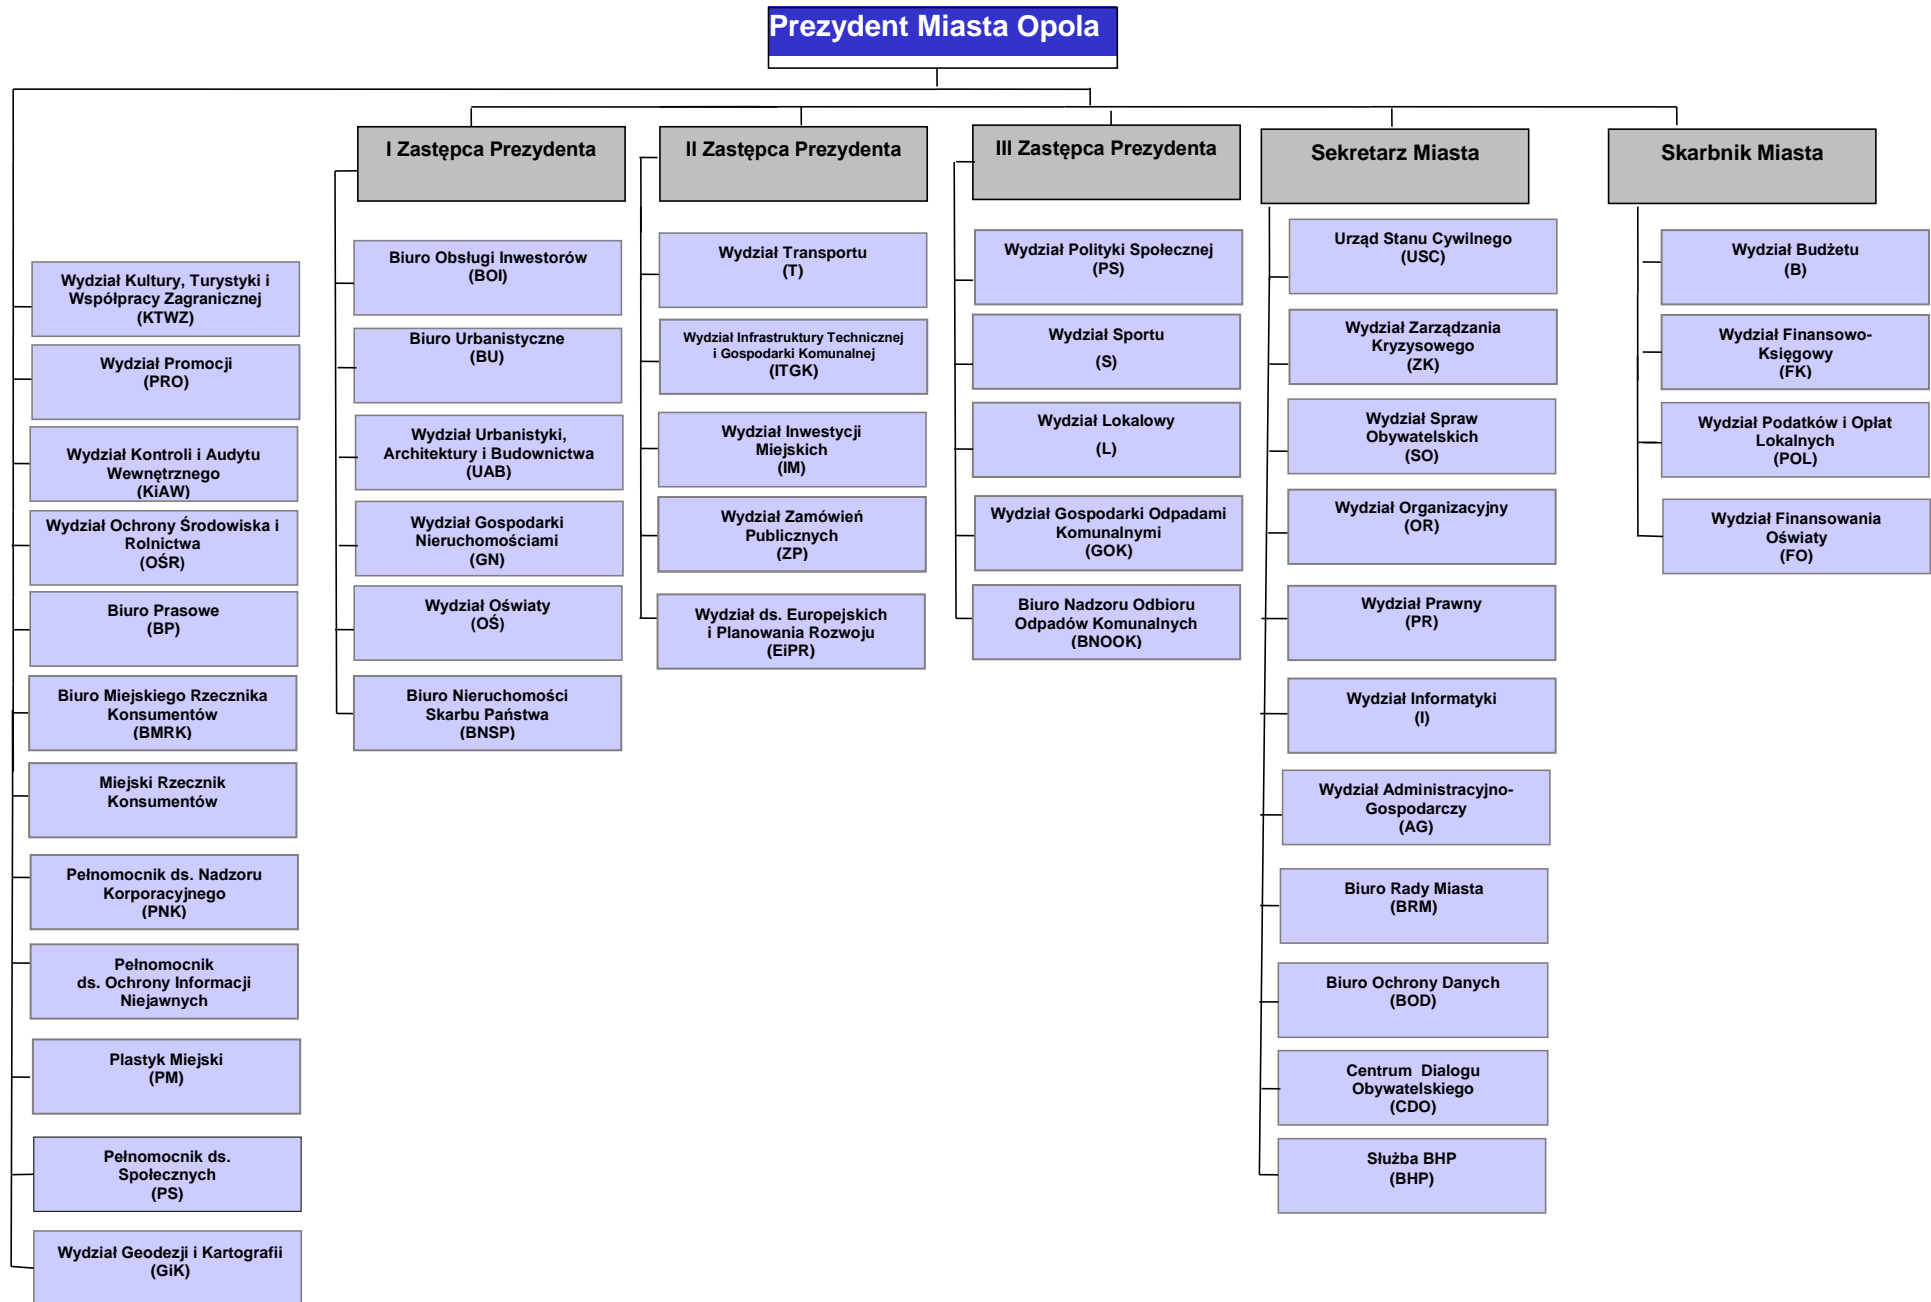 Prezydent Miasta Opola
I Zastępca Prezydenta
II Zastępca Prezydenta
III Zastępca Prezydenta
Sekretarz Miasta
Skarbnik Miasta
Wydział Kultury, Turystyki i
Współpracy Zagranicznej
(KTWZ)
Wydział Promocji
(PRO)
Wydział Kontroli i Audytu
Wewnętrznego
(KiAW)
Wydział Ochrony Środowiska i
Rolnictwa
(OŚR)
Biuro Prasowe
(BP)
Biuro Miejskiego Rzecznika
Konsumentów
(BMRK)
Miejski Rzecznik
Konsumentów
Pełnomocnik ds. Nadzoru
Korporacyjnego
(PNK)
Pełnomocnik
ds. Ochrony Informacji
Niejawnych
Plastyk Miejski
(PM)
Pełnomocnik ds.
Społecznych
(PS)
Wydział Geodezji i Kartografii
(GiK)
Biuro Obsługi Inwestorów
(BOI)
Biuro Urbanistyczne
(BU)
Wydział Urbanistyki,
Architektury i Budownictwa
(UAB)
Wydział Gospodarki
Nieruchomościami
(GN)
Wydział Oświaty
(OŚ)
Biuro Nieruchomości
Skarbu Państwa
(BNSP)
Wydział Transportu
(T)
Wydział Infrastruktury Technicznej
i Gospodarki Komunalnej
(ITGK)
Wydział Inwestycji
Miejskich
(IM)
Wydział Zamówień
Publicznych
(ZP)
Wydział ds. Europejskich
i Planowania Rozwoju
(EiPR)
Wydział Polityki Społecznej
(PS)
Wydział Sportu
(S)
Wydział Lokalowy
(L)
Wydział Gospodarki Odpadami
Komunalnymi
(GOK)
Biuro Nadzoru Odbioru
Odpadów Komunalnych
(BNOOK)
Urząd Stanu Cywilnego
(USC)
Wydział Zarządzania
Kryzysowego
(ZK)
Wydział Spraw
Obywatelskich
(SO)
Wydział Organizacyjny
(OR)
Wydział Prawny
(PR)
Wydział Informatyki
(I)
Wydział Administracyjno-
Gospodarczy
(AG)
Biuro Rady Miasta
(BRM)
Biuro Ochrony Danych
(BOD)
Centrum Dialogu
Obywatelskiego
(CDO)
Służba BHP
(BHP)
Wydział Budżetu
(B)
Wydział Finansowo-
Księgowy
(FK)
Wydział Podatków i Opłat
Lokalnych
(POL)
Wydział Finansowania
Oświaty
(FO)